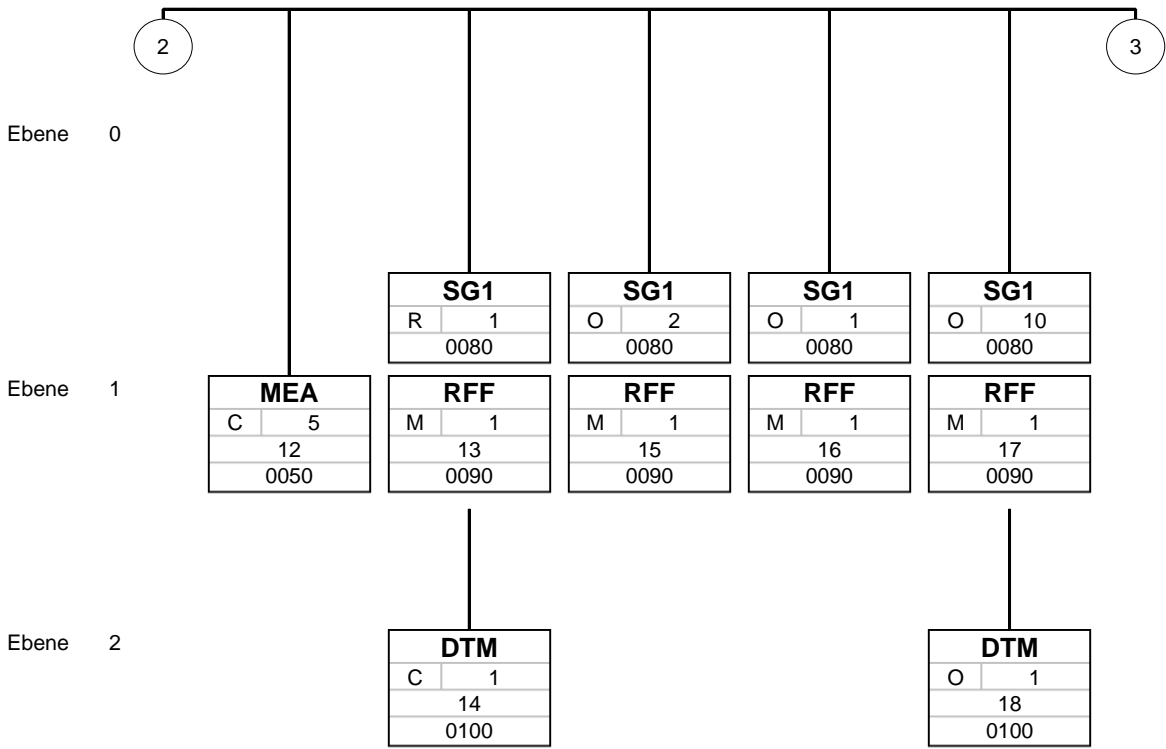 2 3
Ebene 0
SG1 SG1 SG1 SG1
R 1 O 2 O 1 O 10
0080 0080 0080 0080
Ebene 1
MEA RFF RFF RFF RFF
C 5 M 1 M 1 M 1 M 1
12 13 15 16 17
0050 0090 0090 0090 0090
Ebene 2
DTM DTM
C 1 O 1
14 18
0100 0100